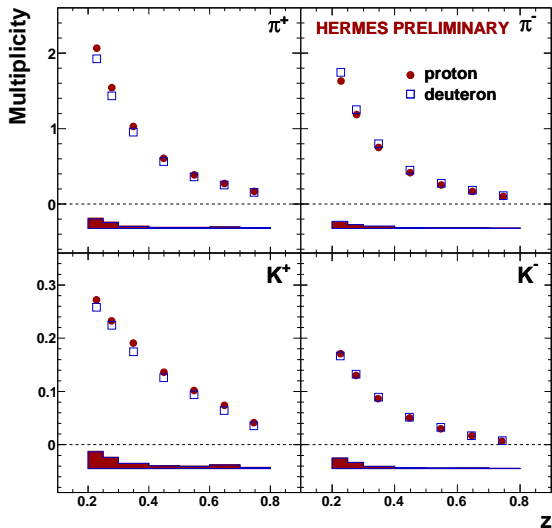 π+
HERMES PRELIMINARY π-
proton
deuteron
Multiplicity
2
1
0
K+
K-
0.3
0.2
0.1
0
0.2 0.4 0.6 0.8 0.2 0.4 0.6 0.8
z